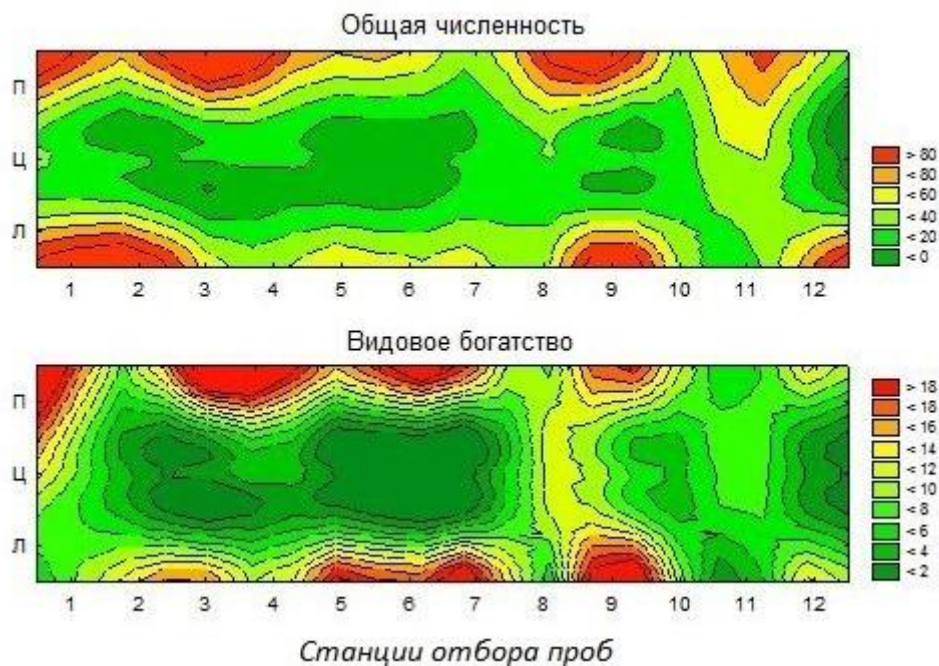 Общая численность
П
Ц
Л
> 80
< 80
< 60
< 40
< 20
< 0
1 2 3 4 5 6 7 8 9 10 11 12
Видовое богатство
П
Ц
Л
> 18
< 18
< 16
< 14
< 12
< 10
< 8
< 6
< 4
< 2
1 2 3 4 5 6 7 8 9 10 11 12
Станции отбора проб